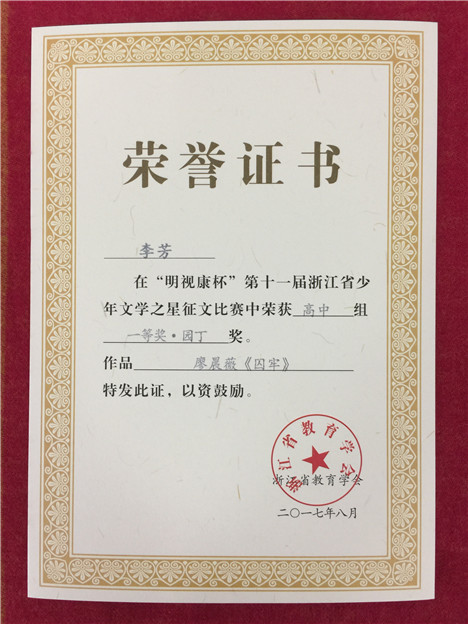 荣誉证书
李芳
在“明视康杯”第十一届浙江省少
年文学之星征文比赛中荣获 高中 组
一等奖·园丁 奖。
作品 廖晨薇《囚牢》
特发此证，以资鼓励。
浙江省教育学会
浙江省教育学会
二〇一七年八月